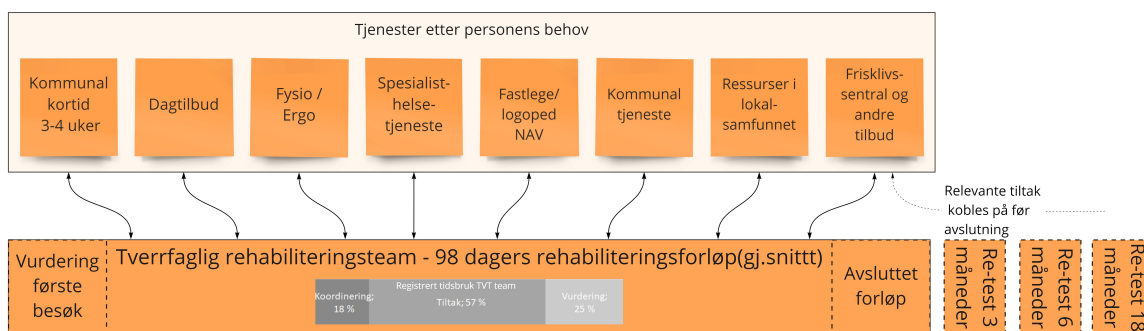 Tjenester etter personens behov
Kommunal
kortid
3-4 uker
Dagtilbud
Fysio /
Ergo
Spesialist-
helse-
tjeneste
Fastlege/
logoped
NAV
Kommunal
tjeneste
Ressurser i
lokal-
samfunnet
Frisklivs-
sentral og
andre
tilbud
Relevante tiltak
kobles på før
avslutning
Vurdering
første
besøk
Tverrfaglig rehabiliteringsteam - 98 dagers rehabiliteringsforløp(gj.snittt)
Registrert tidsbruk TVT team
Koordinering;
18 %
Tiltak; 57 %
Vurdering;
25 %
Avsluttet
forløp
Re-test 3
måneder
Re-test 6
måneder
Re-test 18
måneder